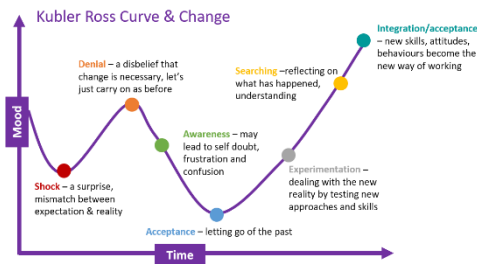 Kubler Ross Curve & Change
Integration/acceptance
– new skills, attitudes,
behaviours become the
new way of working
Denial – a disbelief that
change is necessary, let's
just carry on as before
Searching –reflecting on
what has happened,
understanding
Mood
Awareness – may
lead to self doubt,
frustration and
confusion
Experimentation –
dealing with the new
reality by testing new
approaches and skills
Shock – a surprise,
mismatch between
expectation & reality
Acceptance – letting go of the past
Time